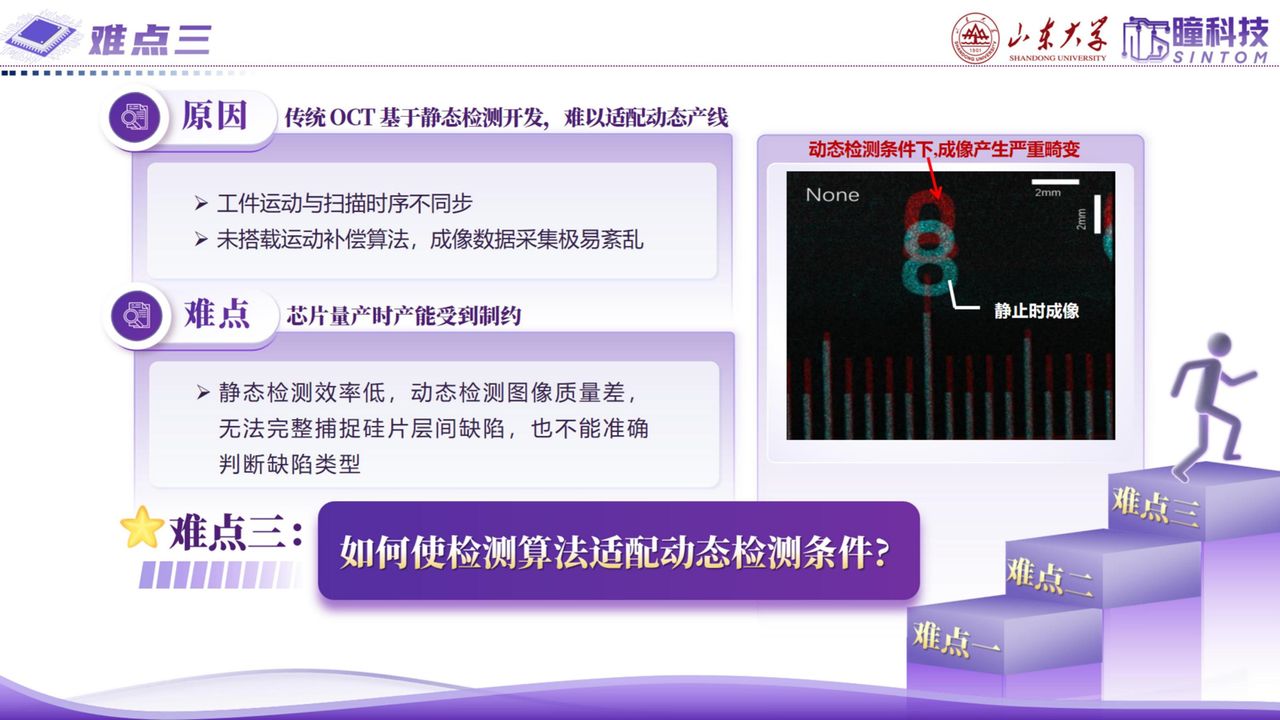 难点三
山东大学
SHANDONG UNIVERSITY
1901
瞳科技
SINTOM
原因
传统 OCT 基于静态检测开发，难以适配动态产线
➢ 工件运动与扫描时序不同步
➢ 未搭载运动补偿算法，成像数据采集极易紊乱
难点
芯片量产时产能受到制约
➢ 静态检测效率低，动态检测图像质量差，
无法完整捕捉硅片层间缺陷，也不能准确
判断缺陷类型
动态检测条件下,成像产生严重畸变
None
2mm
2mm
8
静止时成像
难点三：
如何使检测算法适配动态检测条件?
难点三
难点二
难点一